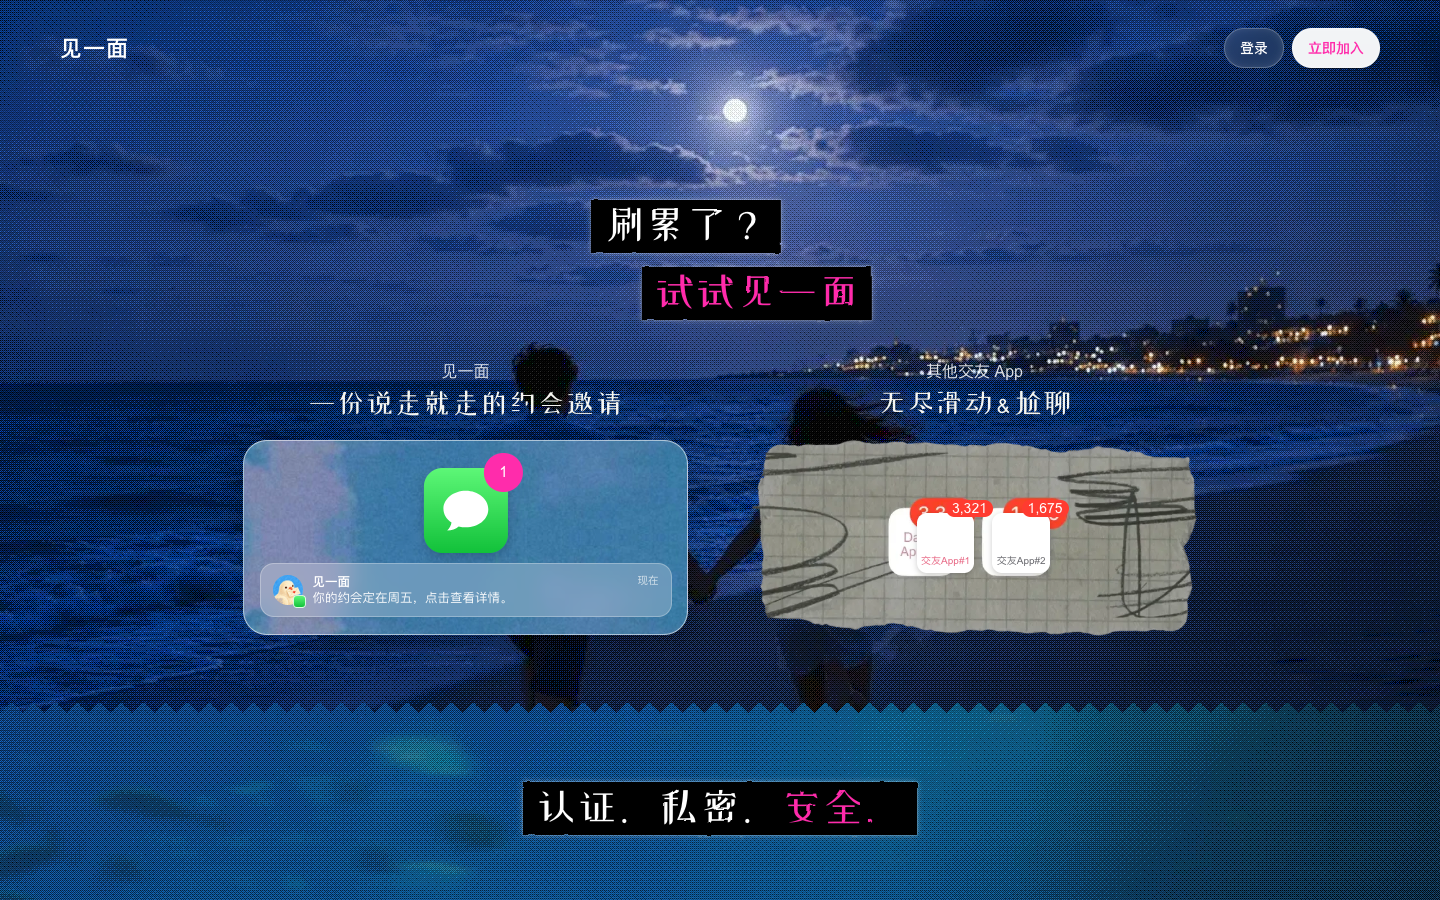 见一面
登录
立即加入
刷累了？
试试见一面
见一面
一份说走就走的约会邀请
1
见一面
现在
你的约会定在周五，点击查看详情。
其他交友 App
无尽滑动&尴聊
3,321
1,675
交友App#1
交友App#2
认证. 私密. 安全.